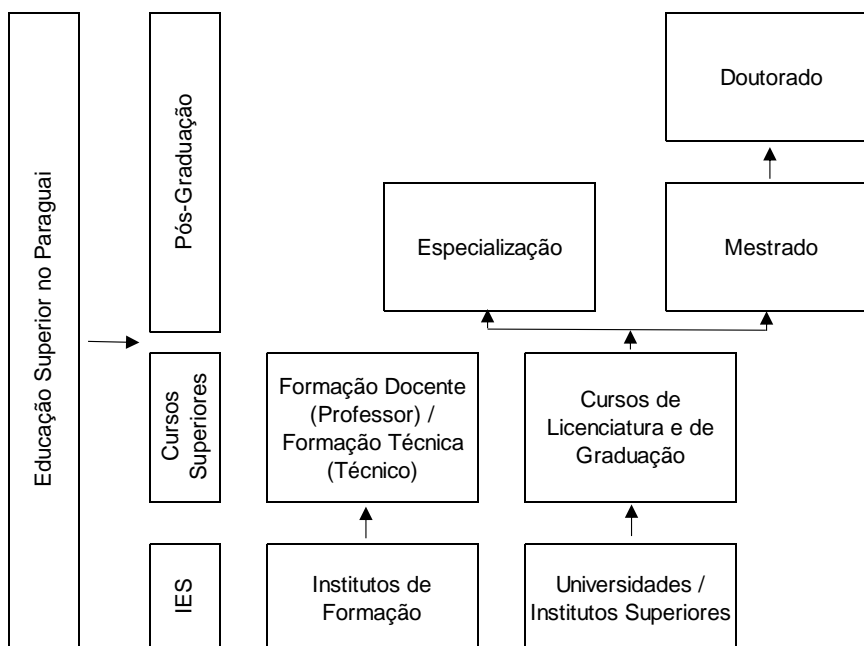 Educação Superior no Paraguai
Pós-Graduação
Cursos
Superiores
IES
Doutorado
Especialização
Mestrado
Formação Docente
(Professor) /
Formação Técnica
(Técnico)
Cursos de
Licenciatura e de
Graduação
Institutos de
Formação
Universidades /
Institutos Superiores